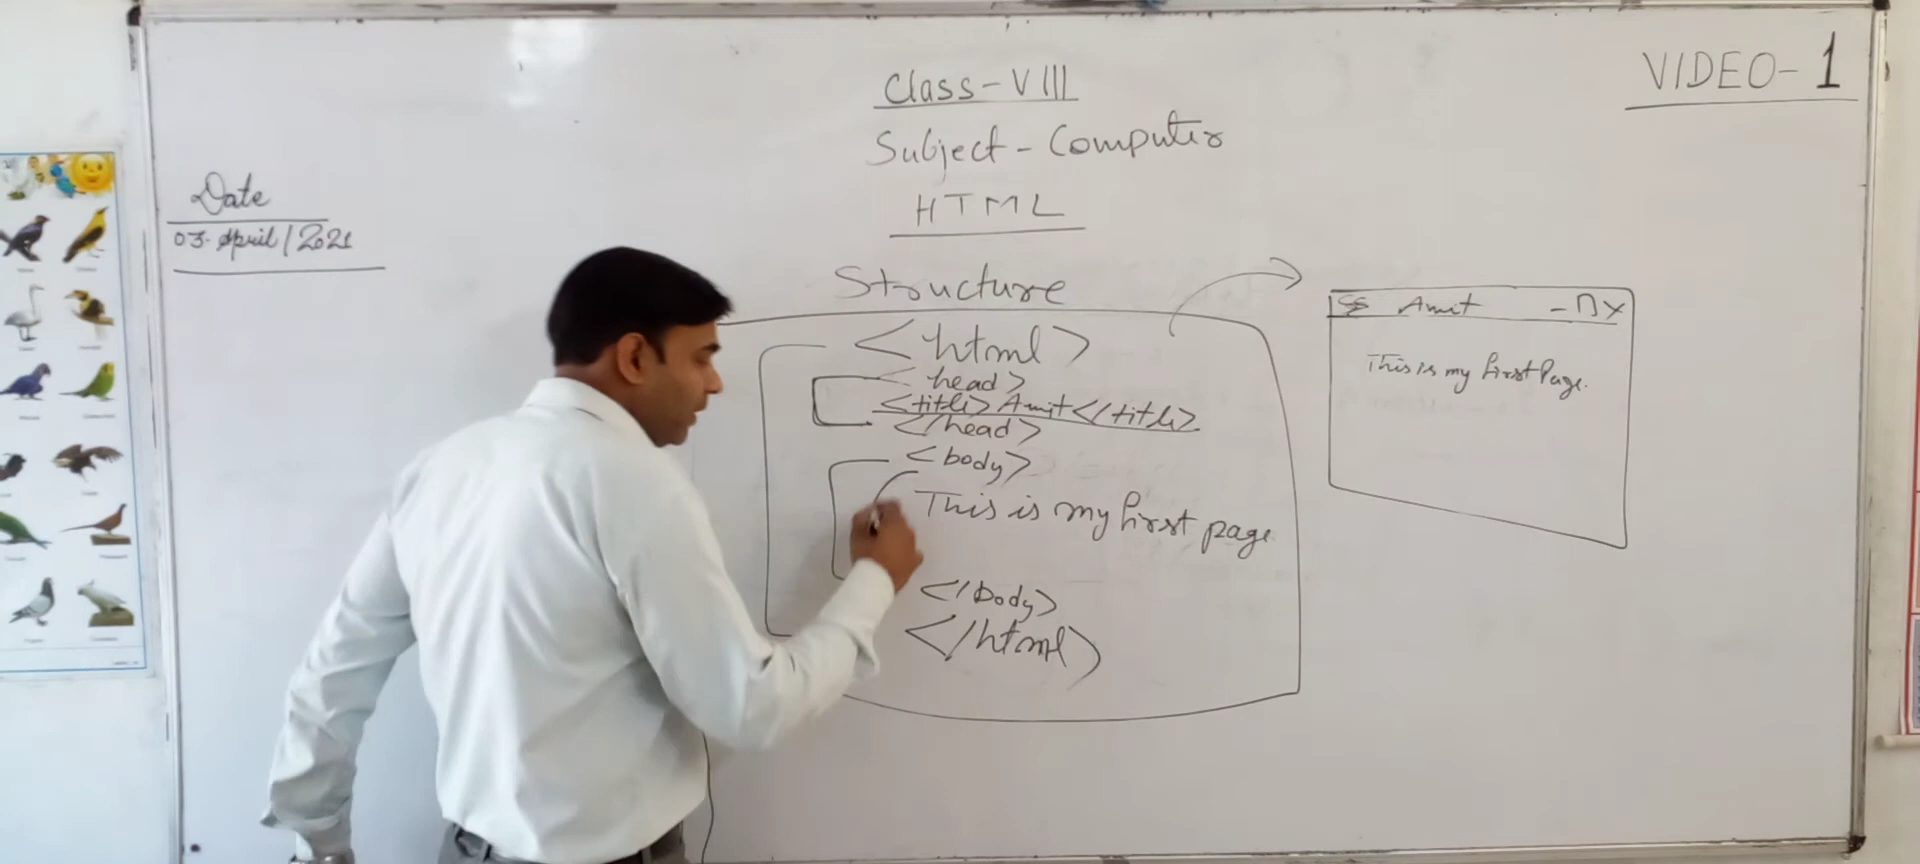 VIDEO-1
Class-VIII
Subject-Computer
HTML
Date
03-April/2021
Structure
<html>
<head>
<title>Amit</title>
</head>
<body>
This is my first page
</body>
</html>
Amit -
This is my first Page.